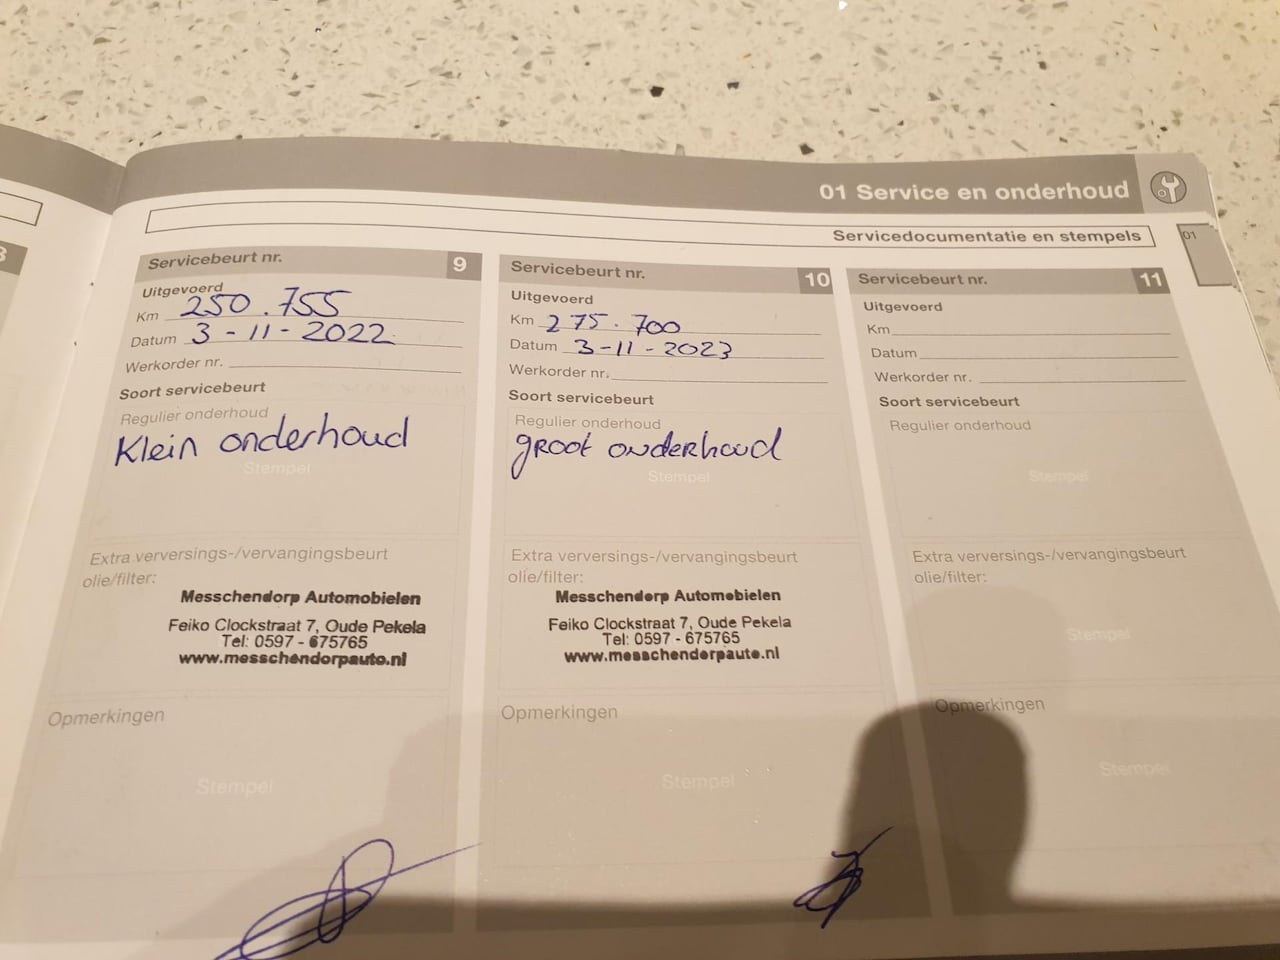 01 Service en onderhoud
Servicedocumentatie en stempels
01
Servicebeurt nr. 9
Uitgevoerd
Km 250.755
Datum 3-11-2022
Werkorder nr.
Soort servicebeurt
Regulier onderhoud
Klein onderhoud
Stempel
Extra verversings-/vervangingsbeurt
olie/filter:
Messchendorp Automobielen
Feiko Clockstraat 7, Oude Pekela
Tel: 0597 - 675765
www.messchendorpauto.nl
Opmerkingen
Stempel
Servicebeurt nr. 10
Uitgevoerd
Km 275.700
Datum 3-11-2023
Werkorder nr.
Soort servicebeurt
Regulier onderhoud
groot onderhoud
Stempel
Extra verversings-/vervangingsbeurt
olie/filter:
Messchendorp Automobielen
Feiko Clockstraat 7, Oude Pekela
Tel: 0597 - 675765
www.messchendorpauto.nl
Opmerkingen
Stempel
Servicebeurt nr. 11
Uitgevoerd
Km
Datum
Werkorder nr.
Soort servicebeurt
Regulier onderhoud
Stempel
Extra verversings-/vervangingsbeurt
olie/filter:
Stempel
Opmerkingen
Stempel